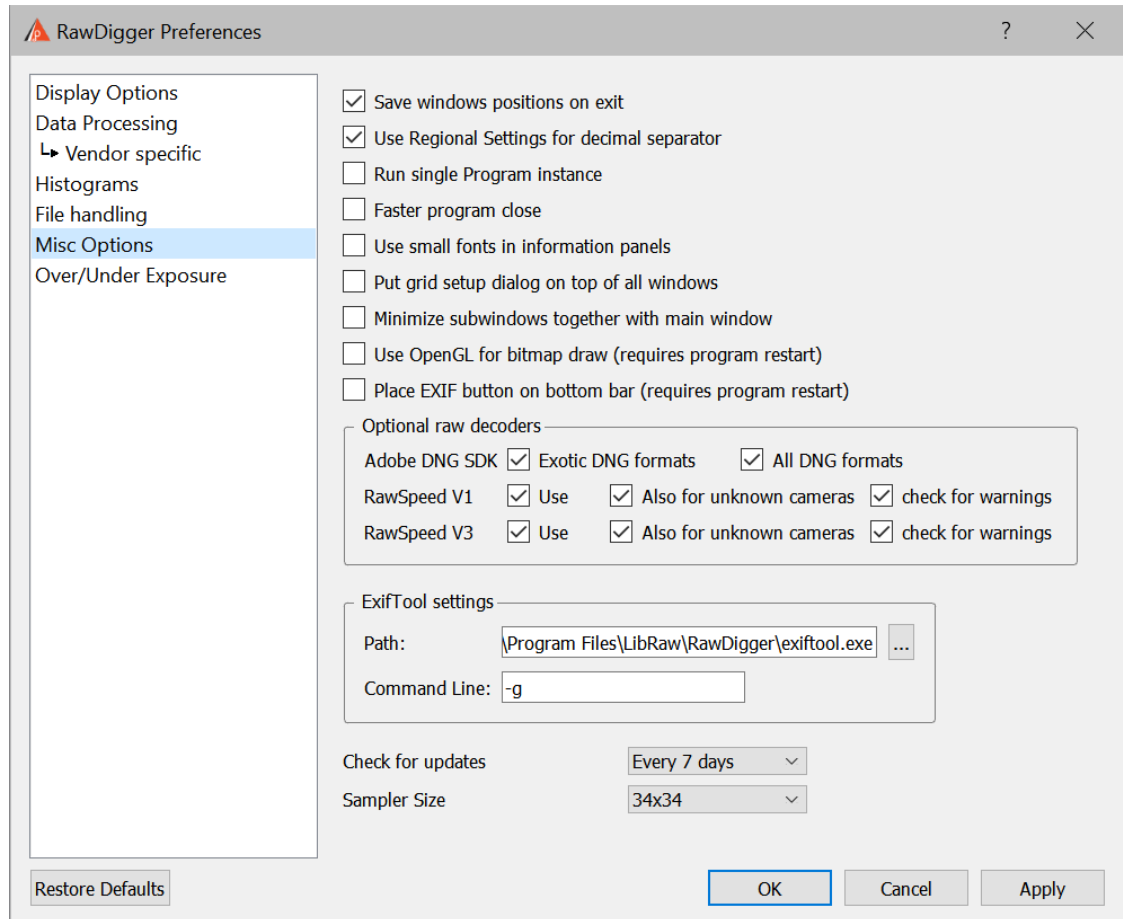 RawDigger Preferences
?
Display Options
Data Processing
Vendor specific
Histograms
File handling
Misc Options
Over/Under Exposure
Save windows positions on exit
Use Regional Settings for decimal separator
Run single Program instance
Faster program close
Use small fonts in information panels
Put grid setup dialog on top of all windows
Minimize subwindows together with main window
Use OpenGL for bitmap draw (requires program restart)
Place EXIF button on bottom bar (requires program restart)
Optional raw decoders
Adobe DNG SDK Exotic DNG formats All DNG formats
RawSpeed V1 Use Also for unknown cameras check for warnings
RawSpeed V3 Use Also for unknown cameras check for warnings
ExifTool settings
Path: \Program Files\LibRaw\RawDigger\exiftool.exe ...
Command Line: -g
Check for updates Every 7 days
Sampler Size 34x34
Restore Defaults OK Cancel Apply